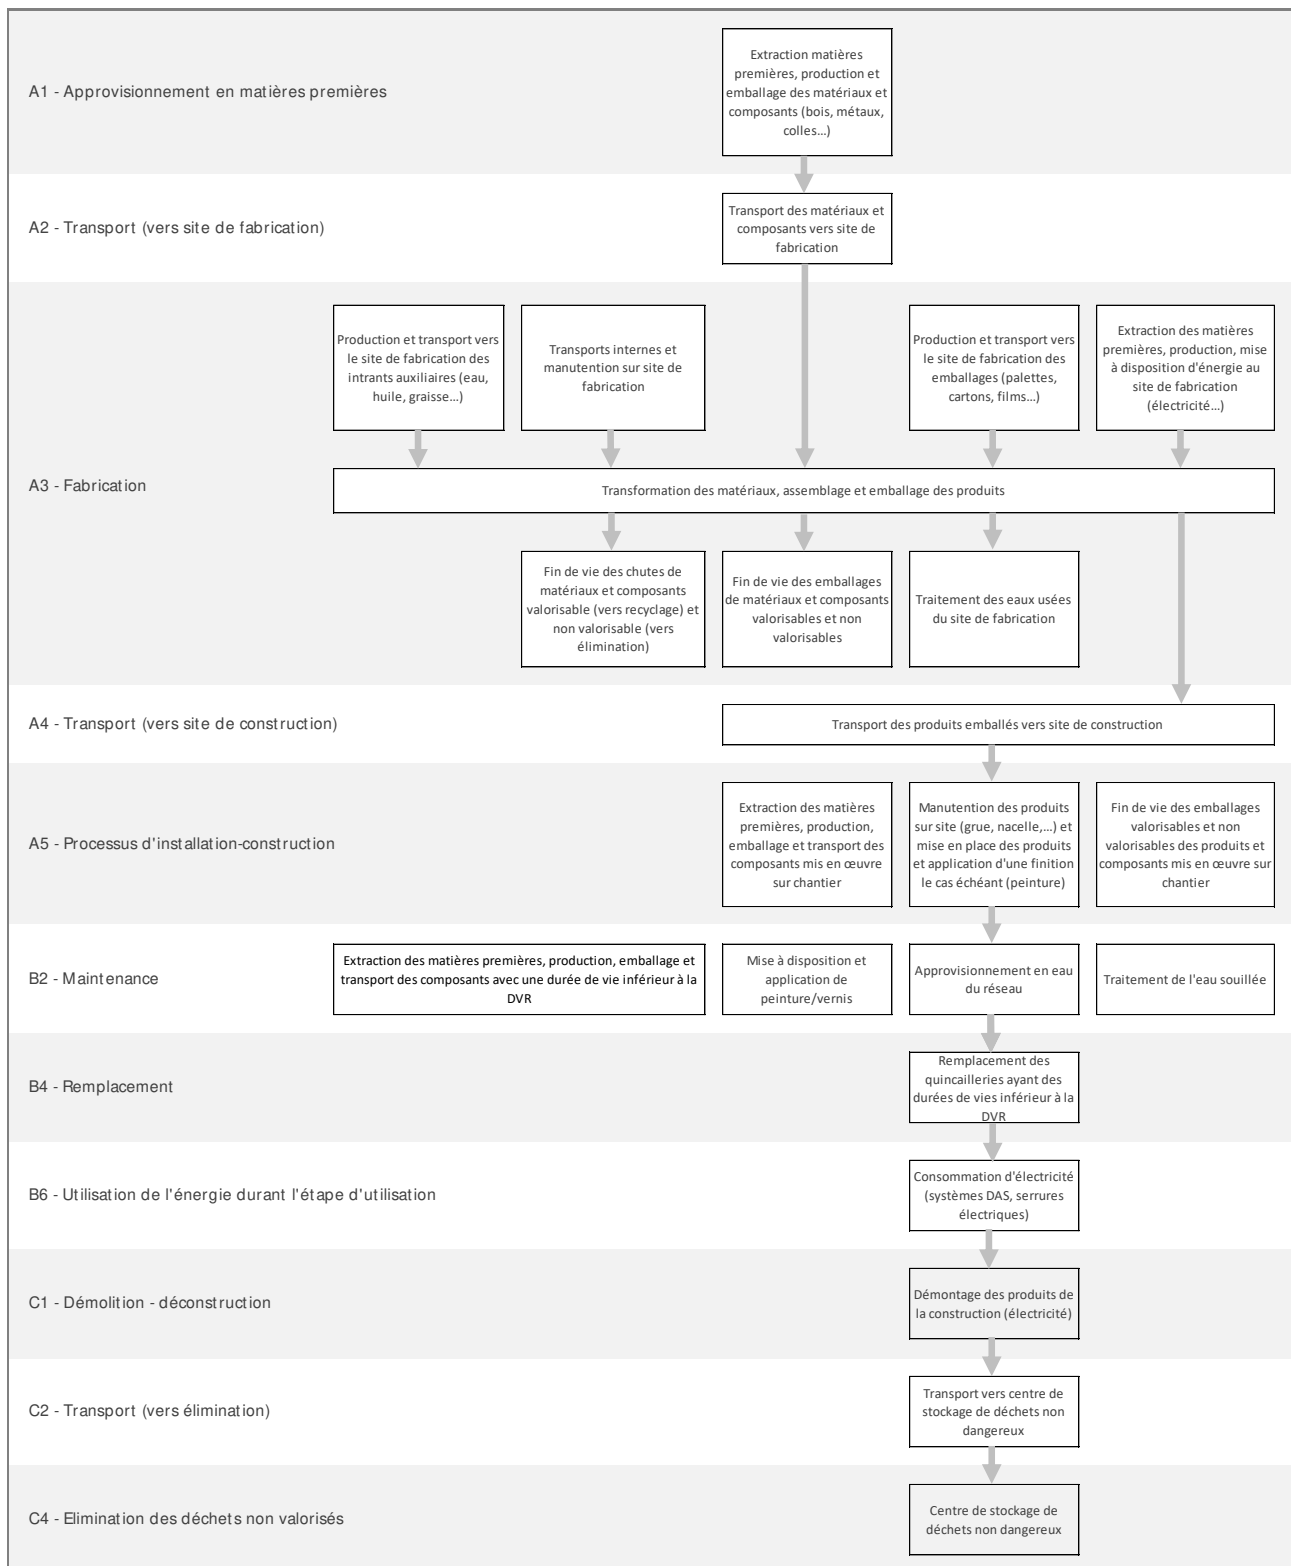 A1 - Approvisionnement en matières premières
Extraction matières
premières, production et
emballage des matériaux et
composants (bois, métaux,
colles…)
A2 - Transport (vers site de fabrication)
Transport des matériaux et
composants vers site de
fabrication
A3 - Fabrication
Production et transport vers
le site de fabrication des
intrants auxiliaires (eau,
huile, graisse…)
Transports internes et
manutention sur site de
fabrication
Production et transport vers
le site de fabrication des
emballages (palettes,
cartons, films…)
Extraction des matières
premières, production, mise
à disposition d'énergie au
site de fabrication
(électricité…)
Transformation des matériaux, assemblage et emballage des produits
Fin de vie des chutes de
matériaux et composants
valorisable (vers recyclage) et
non valorisable (vers
élimination)
Fin de vie des emballages
de matériaux et composants
valorisables et non
valorisables
Traitement des eaux usées
du site de fabrication
A4 - Transport (vers site de construction)
Transport des produits emballés vers site de construction
A5 - Processus d'installation-construction
Extraction des matières
premières, production,
emballage et transport des
composants mis en œuvre
sur chantier
Manutention des produits
sur site (grue, nacelle,…) et
mise en place des produits
et application d'une finition
le cas échéant (peinture)
Fin de vie des emballages
valorisables et non
valorisables des produits et
composants mis en œuvre sur
chantier
B2 - Maintenance
Extraction des matières premières, production, emballage et
transport des composants avec une durée de vie inférieur à la
DVR
Mise à disposition et
application de
peinture/vernis
Approvisionnement en eau
du réseau
Traitement de l'eau souillée
B4 - Remplacement
Remplacement des
quincailleries ayant des
durées de vies inférieur à la
DVR
B6 - Utilisation de l'énergie durant l'étape d'utilisation
Consommation d'électricité
(systèmes DAS, serrures
électriques)
C1 - Démolition - déconstruction
Démontage des produits de
la construction (électricité)
C2 - Transport (vers élimination)
Transport vers centre de
stockage de déchets non
dangereux
C4 - Elimination des déchets non valorisés
Centre de stockage de
déchets non dangereux